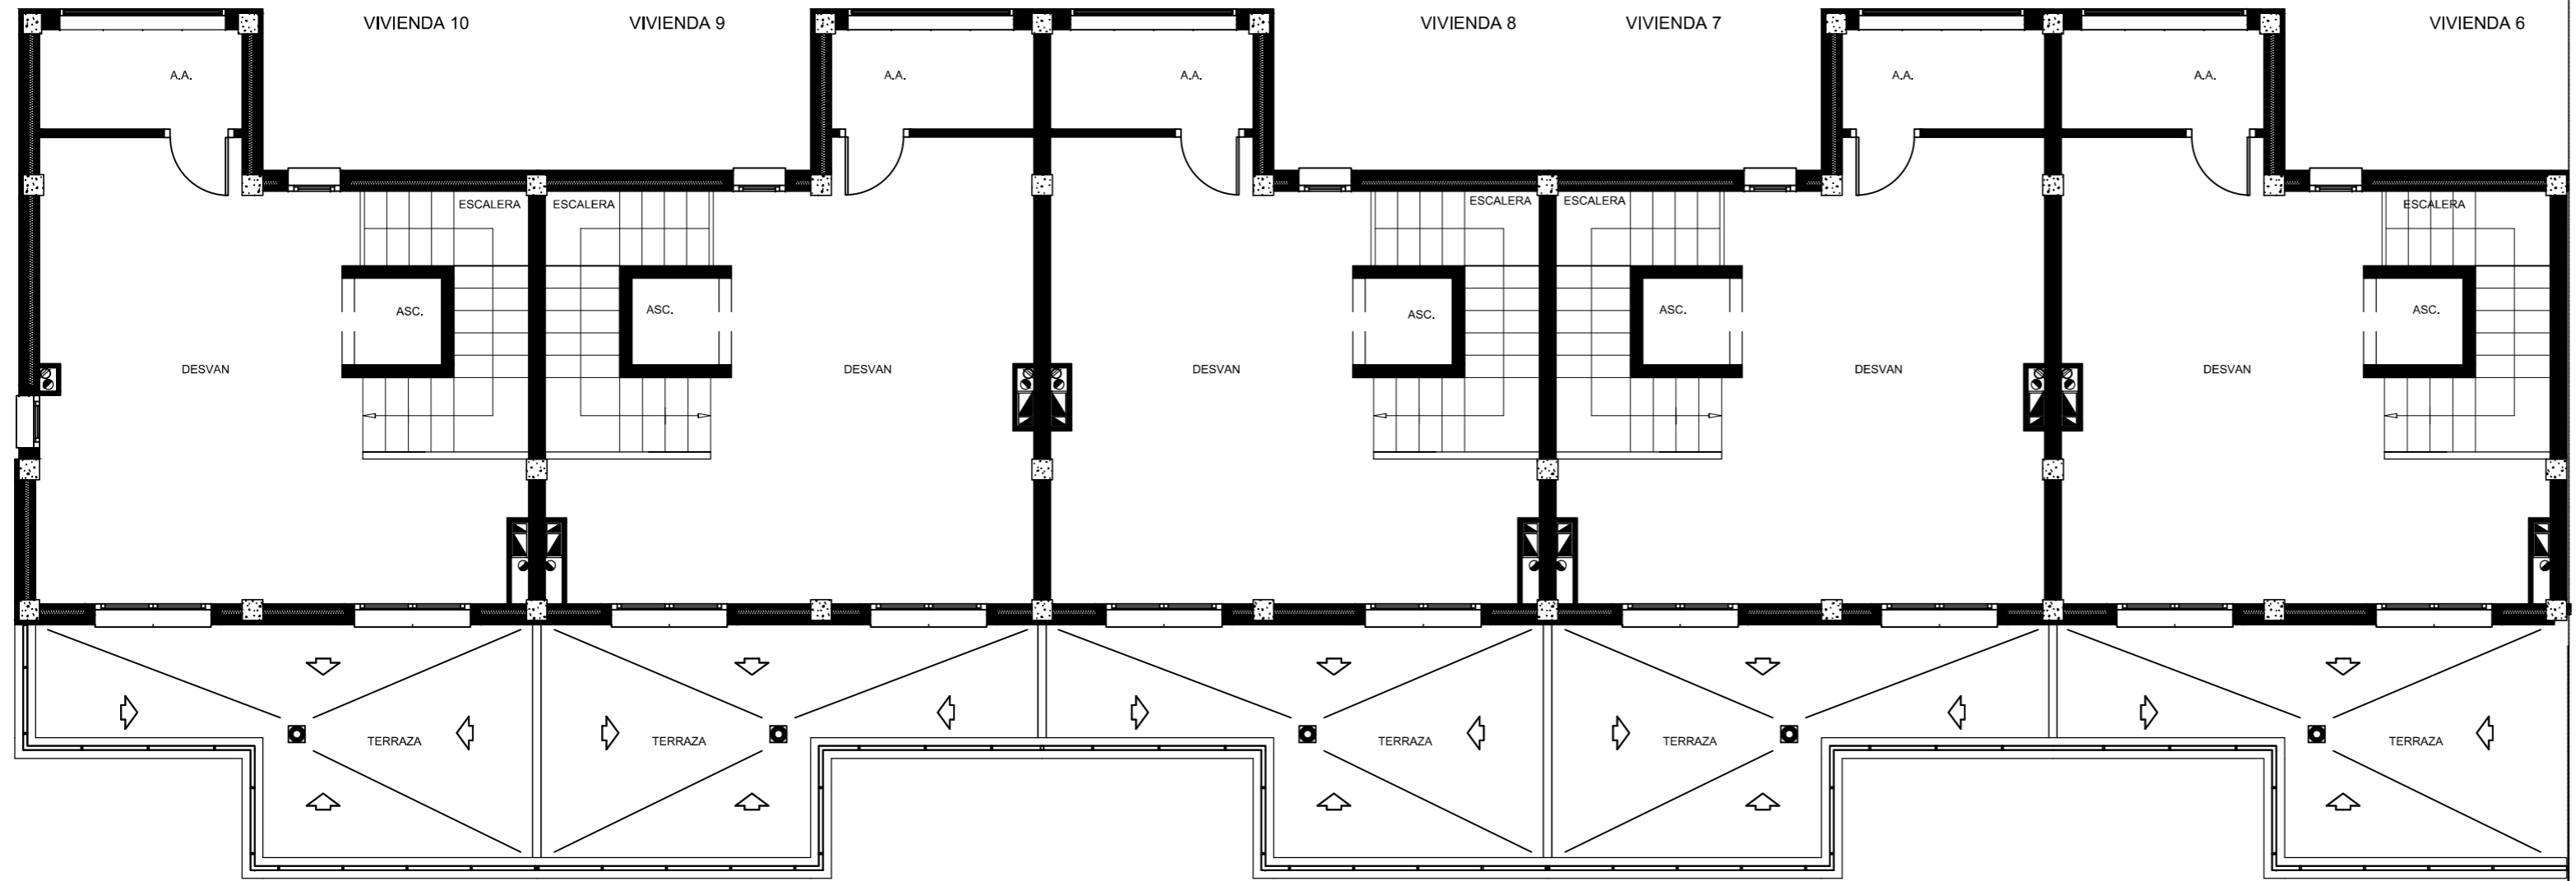 VIVIENDA 10
VIVIENDA 9
VIVIENDA 8
VIVIENDA 7
VIVIENDA 6
A.A.
A.A.
A.A.
A.A.
A.A.
ESCALERA
ESCALERA
ESCALERA
ESCALERA
ESCALERA
ASC.
ASC.
ASC.
ASC.
ASC.
DESVAN
DESVAN
DESVAN
DESVAN
DESVAN
TERRAZA
TERRAZA
TERRAZA
TERRAZA
TERRAZA